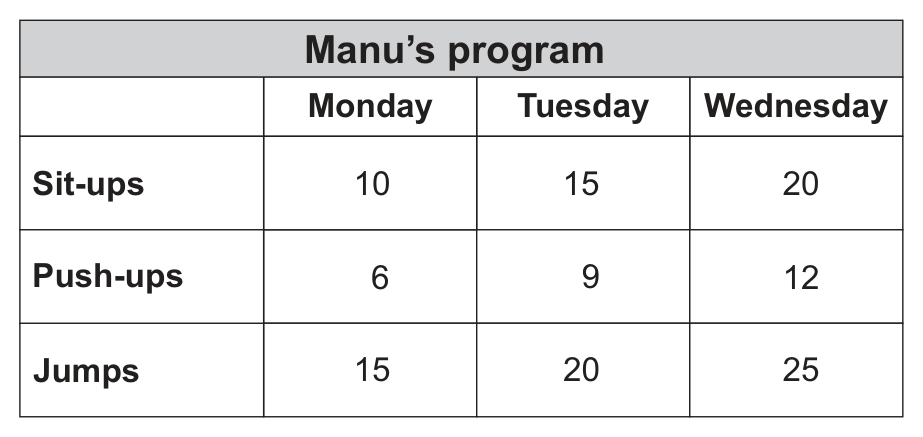 Manu’s program
Monday Tuesday Wednesday
Sit-ups 10 15 20
Push-ups 6 9 12
Jumps 15 20 25